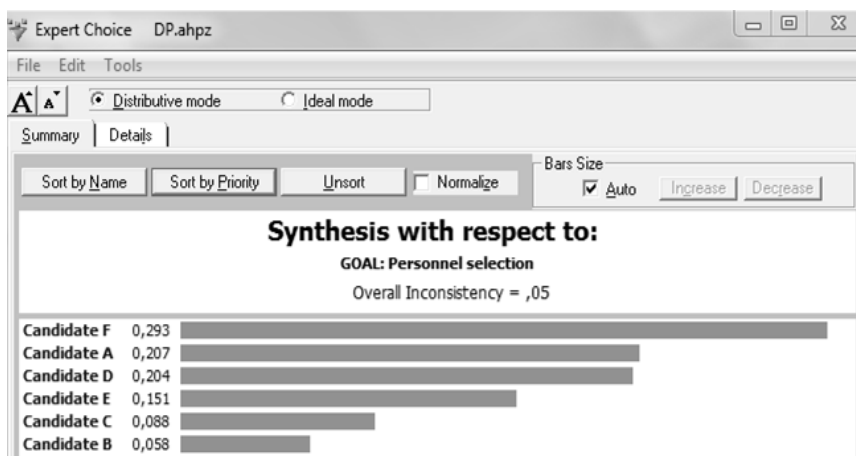 Expert Choice DP.ahpz
File Edit Tools
A A Distributive mode Ideal mode
Summary Details
Sort by Name Sort by Priority Unsort Normalize
Bars Size
Auto Increase Decrease
Synthesis with respect to:
GOAL: Personnel selection
Overall Inconsistency = ,05
Candidate F 0,293
Candidate A 0,207
Candidate D 0,204
Candidate E 0,151
Candidate C 0,088
Candidate B 0,058